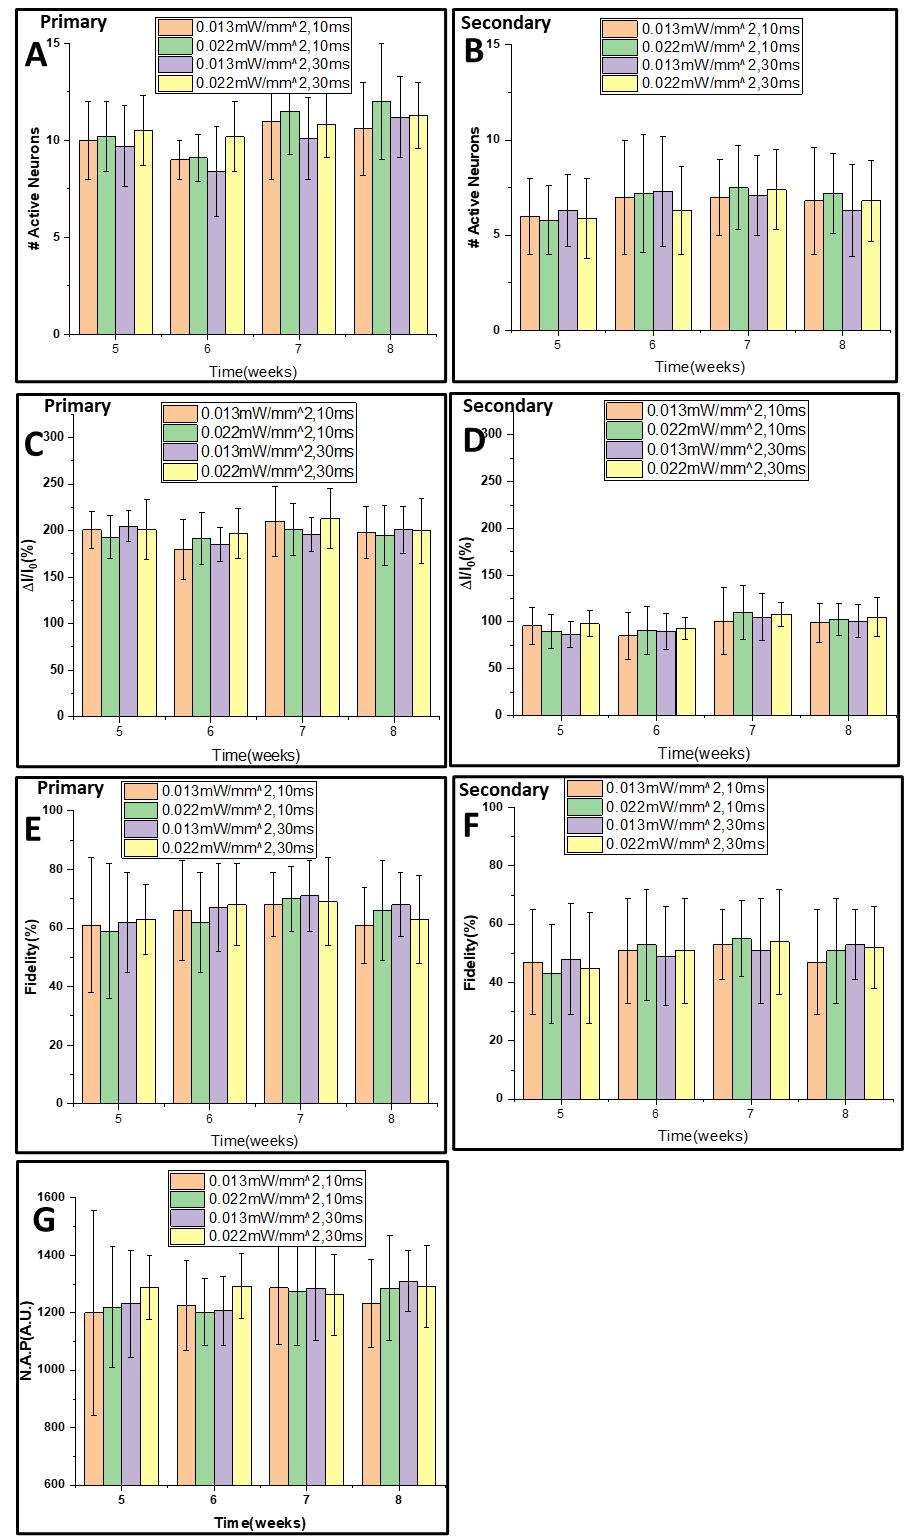 Primary
A
0.013mW/mm^2,10ms
0.022mW/mm^2,10ms
0.013mW/mm^2,30ms
0.022mW/mm^2,30ms
15
10
5
0
# Active Neurons
5 6 7 8
Time(weeks)
Secondary
B
0.013mW/mm^2,10ms
0.022mW/mm^2,10ms
0.013mW/mm^2,30ms
0.022mW/mm^2,30ms
15
10
5
0
# Active Neurons
5 6 7 8
Time(weeks)
Primary
C
0.013mW/mm^2,10ms
0.022mW/mm^2,10ms
0.013mW/mm^2,30ms
0.022mW/mm^2,30ms
300
250
200
150
100
50
0
ΔI/I0(%)
5 6 7 8
Time(weeks)
Secondary
D
0.013mW/mm^2,10ms
0.022mW/mm^2,10ms
0.013mW/mm^2,30ms
0.022mW/mm^2,30ms
300
250
200
150
100
50
0
ΔI/I0(%)
5 6 7 8
Time(weeks)
Primary
E
0.013mW/mm^2,10ms
0.022mW/mm^2,10ms
0.013mW/mm^2,30ms
0.022mW/mm^2,30ms
100
80
60
40
20
0
Fidelity(%)
5 6 7 8
Time(weeks)
Secondary
F
0.013mW/mm^2,10ms
0.022mW/mm^2,10ms
0.013mW/mm^2,30ms
0.022mW/mm^2,30ms
100
80
60
40
20
0
Fidelity(%)
5 6 7 8
Time(weeks)
G
0.013mW/mm^2,10ms
0.022mW/mm^2,10ms
0.013mW/mm^2,30ms
0.022mW/mm^2,30ms
1600
1400
1200
1000
800
600
N.A.P(A.U.)
5 6 7 8
Time(weeks)